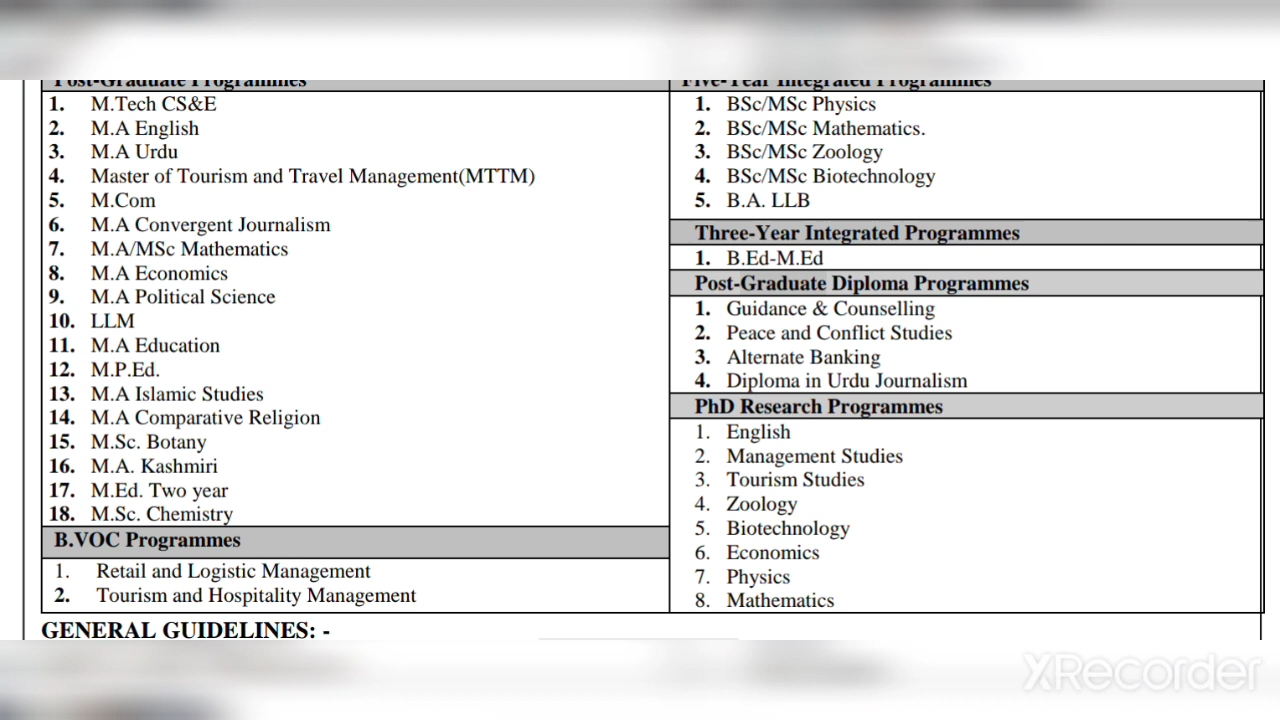 Post-Graduate Programmes
1. M.Tech CS&E
2. M.A English
3. M.A Urdu
4. Master of Tourism and Travel Management(MTTM)
5. M.Com
6. M.A Convergent Journalism
7. M.A/MSc Mathematics
8. M.A Economics
9. M.A Political Science
10. LLM
11. M.A Education
12. M.P.Ed.
13. M.A Islamic Studies
14. M.A Comparative Religion
15. M.Sc. Botany
16. M.A. Kashmiri
17. M.Ed. Two year
18. M.Sc. Chemistry
B.VOC Programmes
1. Retail and Logistic Management
2. Tourism and Hospitality Management
Five-Year Integrated Programmes
1. BSc/MSc Physics
2. BSc/MSc Mathematics.
3. BSc/MSc Zoology
4. BSc/MSc Biotechnology
5. B.A. LLB
Three-Year Integrated Programmes
1. B.Ed-M.Ed
Post-Graduate Diploma Programmes
1. Guidance & Counselling
2. Peace and Conflict Studies
3. Alternate Banking
4. Diploma in Urdu Journalism
PhD Research Programmes
1. English
2. Management Studies
3. Tourism Studies
4. Zoology
5. Biotechnology
6. Economics
7. Physics
8. Mathematics
GENERAL GUIDELINES: -
XRecorder